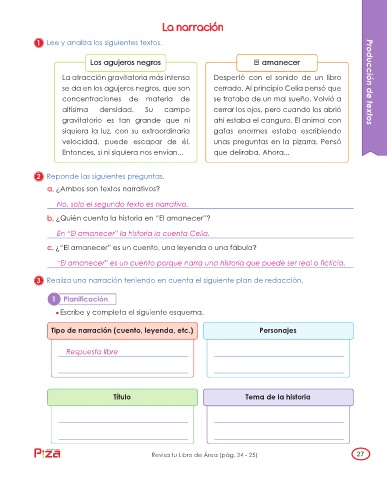 La narración
1 Lee y analiza los siguientes textos.
Los agujeros negros
La atracción gravitatoria más intensa
se da en los agujeros negros, que son
concentraciones de materia de
altísima densidad. Su campo
gravitatorio es tan grande que ni
siquiera la luz, con su extraordinaria
velocidad, puede escapar de él.
Entonces, si ni siquiera nos envían...
El amanecer
Despertó con el sonido de un libro
cerrado. Al principio Celia pensó que
se trataba de un mal sueño. Volvió a
cerrar los ojos, pero cuando los abrió
ahí estaba el canguro. El animal con
gafas enormes estaba escribiendo
unas preguntas en la pizarra. Pensó
que deliraba. Ahora...
Producción de textos
2 Reponde las siguientes preguntas.
a. ¿Ambos son textos narrativos?
No, solo el segundo texto es narrativo.
b. ¿Quién cuenta la historia en “El amanecer”?
En “El amanecer” la historia la cuenta Celia.
c. ¿“El amanecer” es un cuento, una leyenda o una fábula?
“El amanecer” es un cuento porque narra una historia que puede ser real o ficticia.
3 Realiza una narración teniendo en cuenta el siguiente plan de redacción.
1 Planificación
• Escribe y completa el siguiente esquema.
Tipo de narración (cuento, leyenda, etc.)
Personajes
Respuesta libre
Título
Tema de la historia
Pizza
Revisa tu Libro de Área (pág. 24 - 25)
27